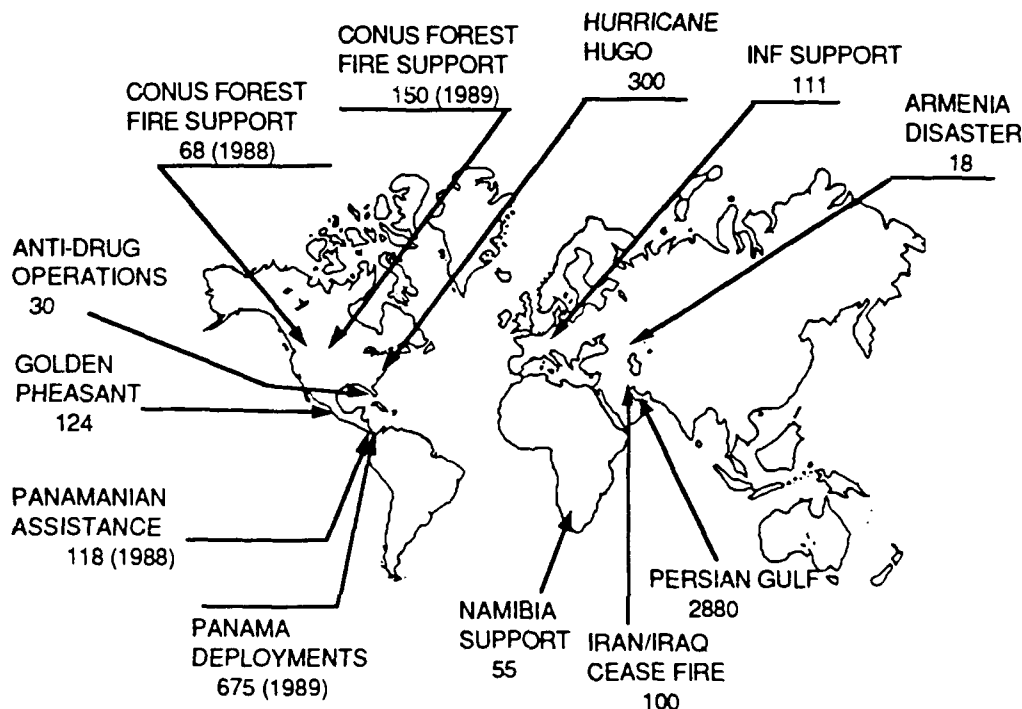 CONUS FOREST
FIRE SUPPORT
68 (1988)
CONUS FOREST
FIRE SUPPORT
150 (1989)
HURRICANE
HUGO
300
INF SUPPORT
111
ARMENIA
DISASTER
18
ANTI-DRUG
OPERATIONS
30
GOLDEN
PHEASANT
124
PANAMANIAN
ASSISTANCE
118 (1988)
PANAMA
DEPLOYMENTS
675 (1989)
NAMIBIA
SUPPORT
55
IRAN/IRAQ
CEASE FIRE
100
PERSIAN GULF
2880